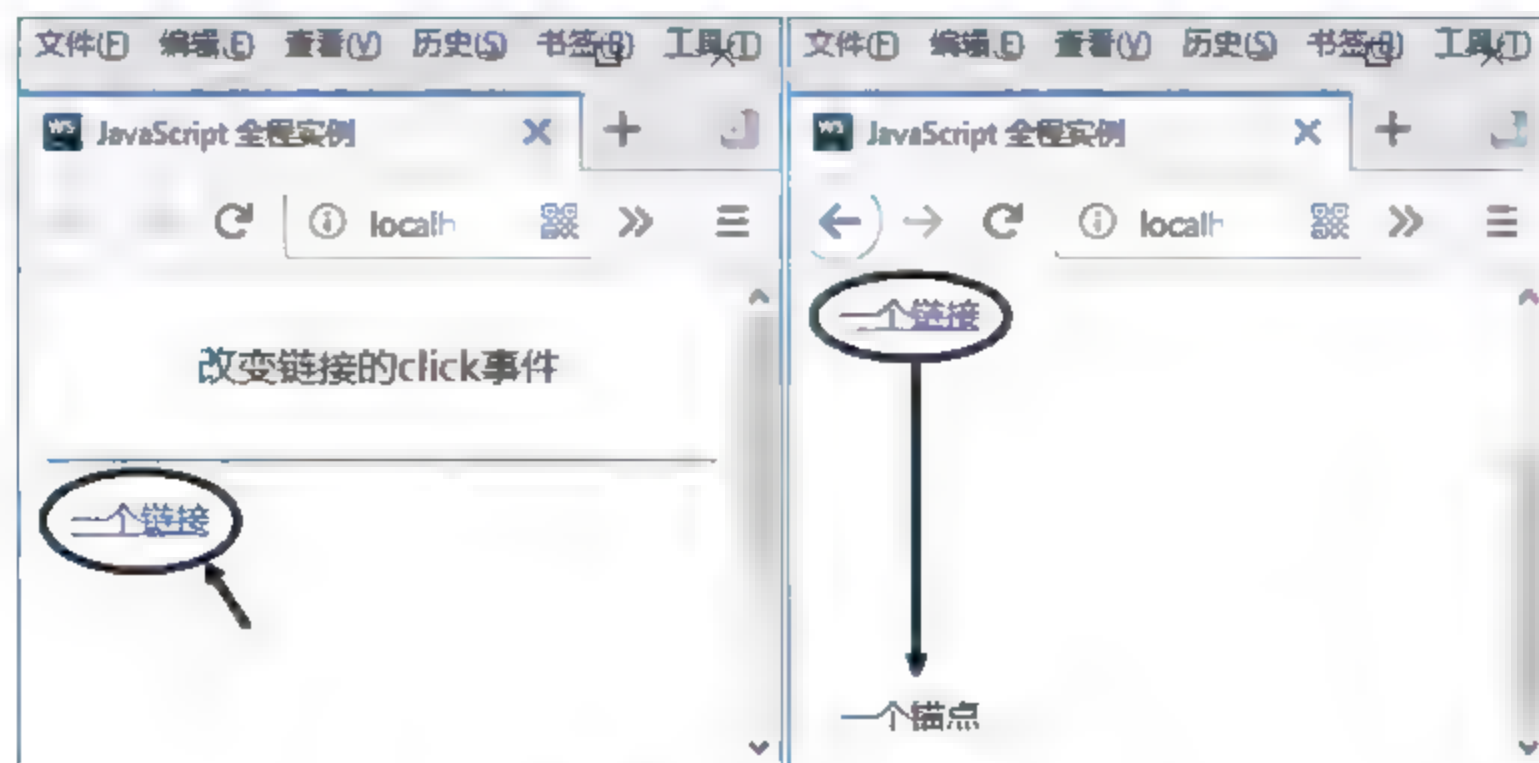 文件(F) 编辑(E) 查看(V) 历史(S) 书签(B) 工具(T)
WS JavaScript 全程实例
localh
改变链接的click事件
一个链接
文件(F) 编辑(E) 查看(V) 历史(S) 书签(B) 工具(T)
WS JavaScript 全程实例
localh
一个链接
一个锚点